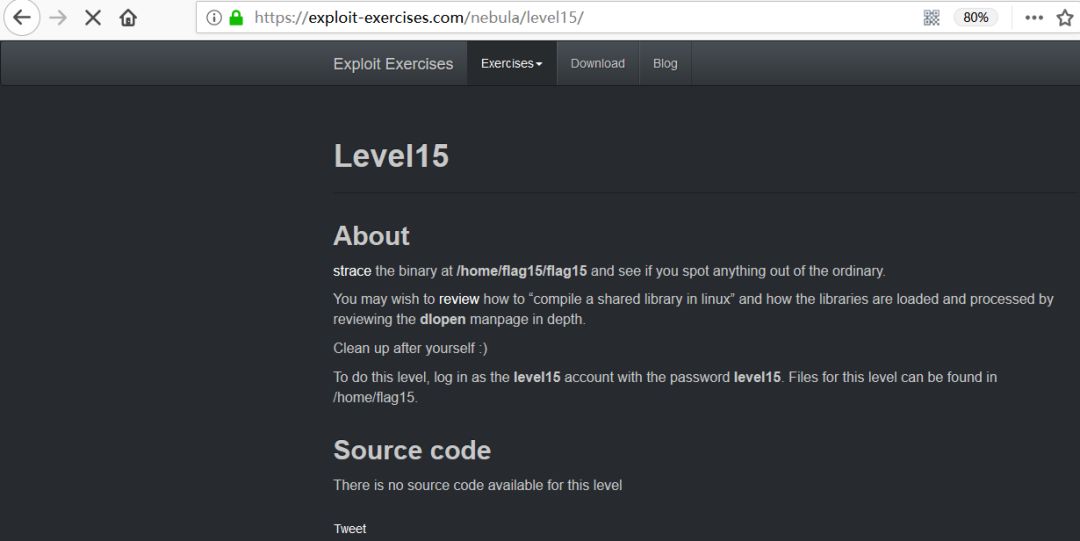 https://exploit-exercises.com/nebula/level15/ 80%
Exploit Exercises Exercises Download Blog
Level15
About
strace the binary at /home/flag15/flag15 and see if you spot anything out of the ordinary.
You may wish to review how to “compile a shared library in linux” and how the libraries are loaded and processed by
reviewing the dlopen manpage in depth.
Clean up after yourself :)
To do this level, log in as the level15 account with the password level15. Files for this level can be found in
/home/flag15.
Source code
There is no source code available for this level
Tweet